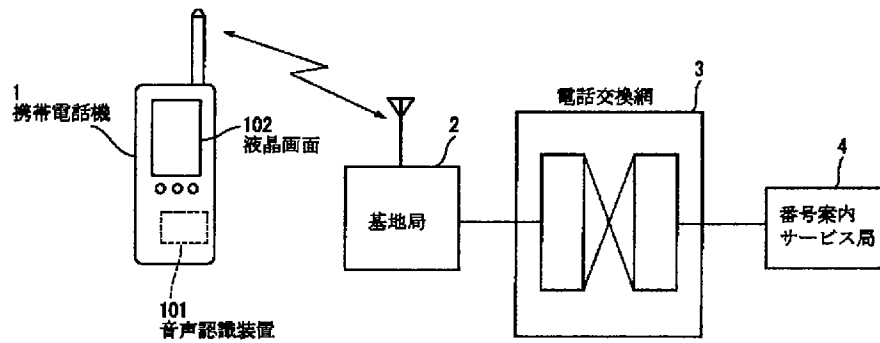 1
携帯電話機
102
液晶画面
101
音声認識装置
2
基地局
電話交換網
3
4
番号案内
サービス局